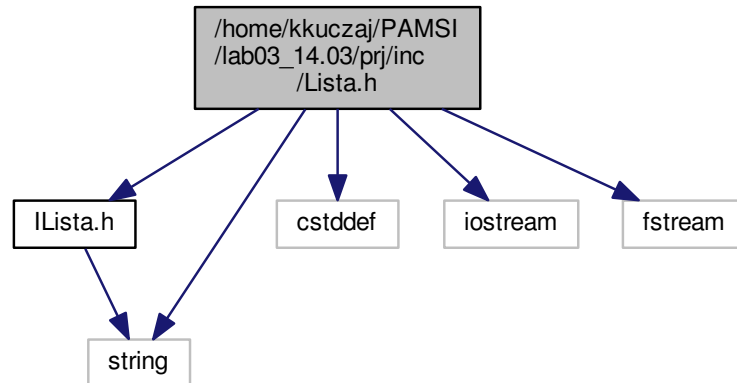 /home/kkuczaj/PAMSI
/lab03_14.03/prj/inc
/Lista.h
ILista.h
cstddef
iostream
fstream
string